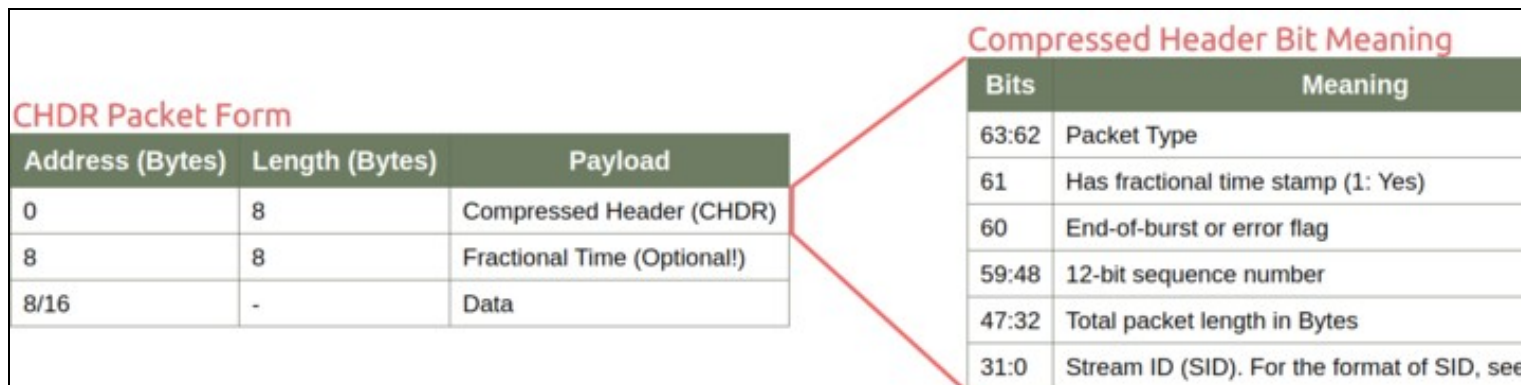 CHDR Packet Form
Address (Bytes) Length (Bytes) Payload
0 8 Compressed Header (CHDR)
8 8 Fractional Time (Optional!)
8/16 - Data
Compressed Header Bit Meaning
Bits Meaning
63:62 Packet Type
61 Has fractional time stamp (1: Yes)
60 End-of-burst or error flag
59:48 12-bit sequence number
47:32 Total packet length in Bytes
31:0 Stream ID (SID). For the format of SID, see